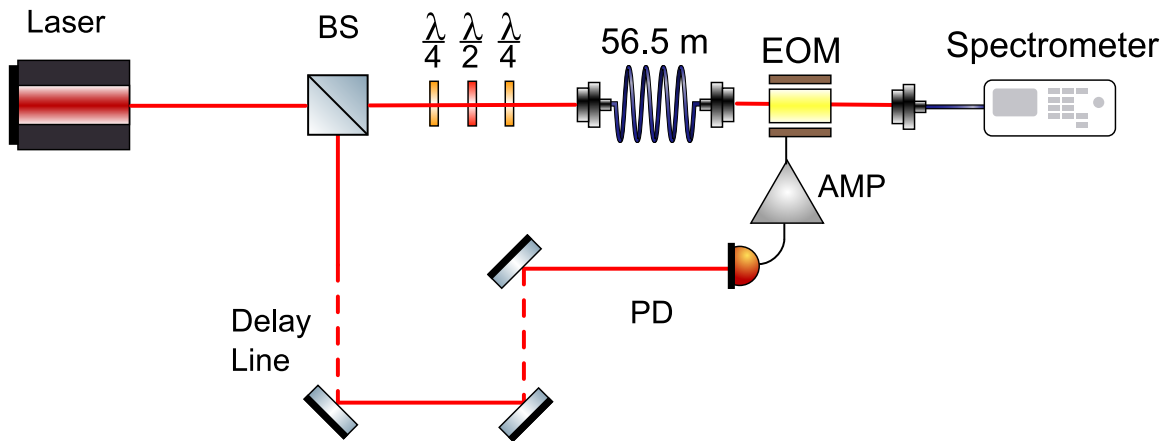 Laser
BS
λ
4
λ
2
λ
4
56.5 m
EOM
Spectrometer
AMP
PD
Delay
Line